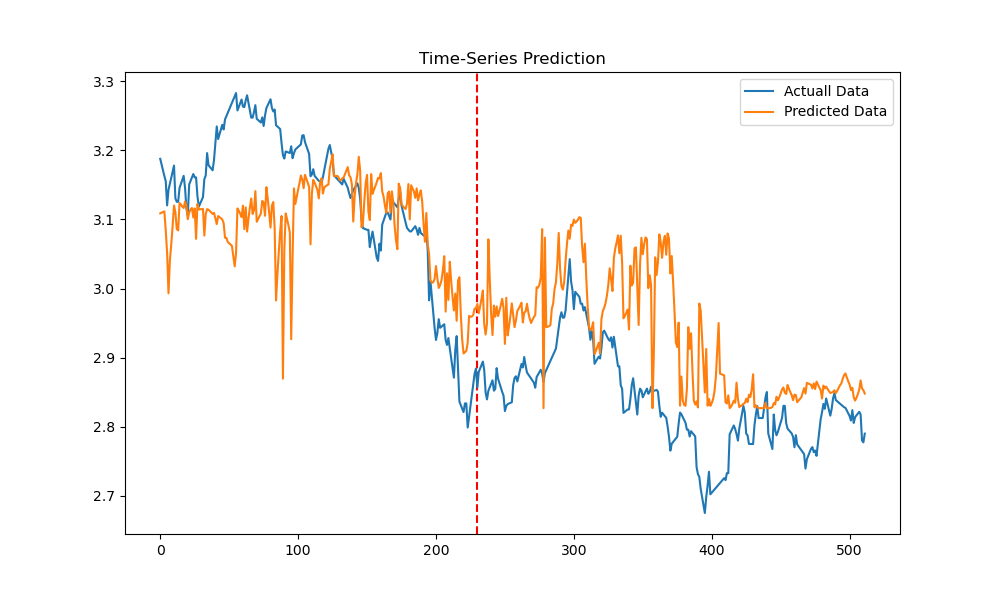 Time-Series Prediction
Actuall Data
Predicted Data
3.3
3.2
3.1
3.0
2.9
2.8
2.7
0 100 200 300 400 500